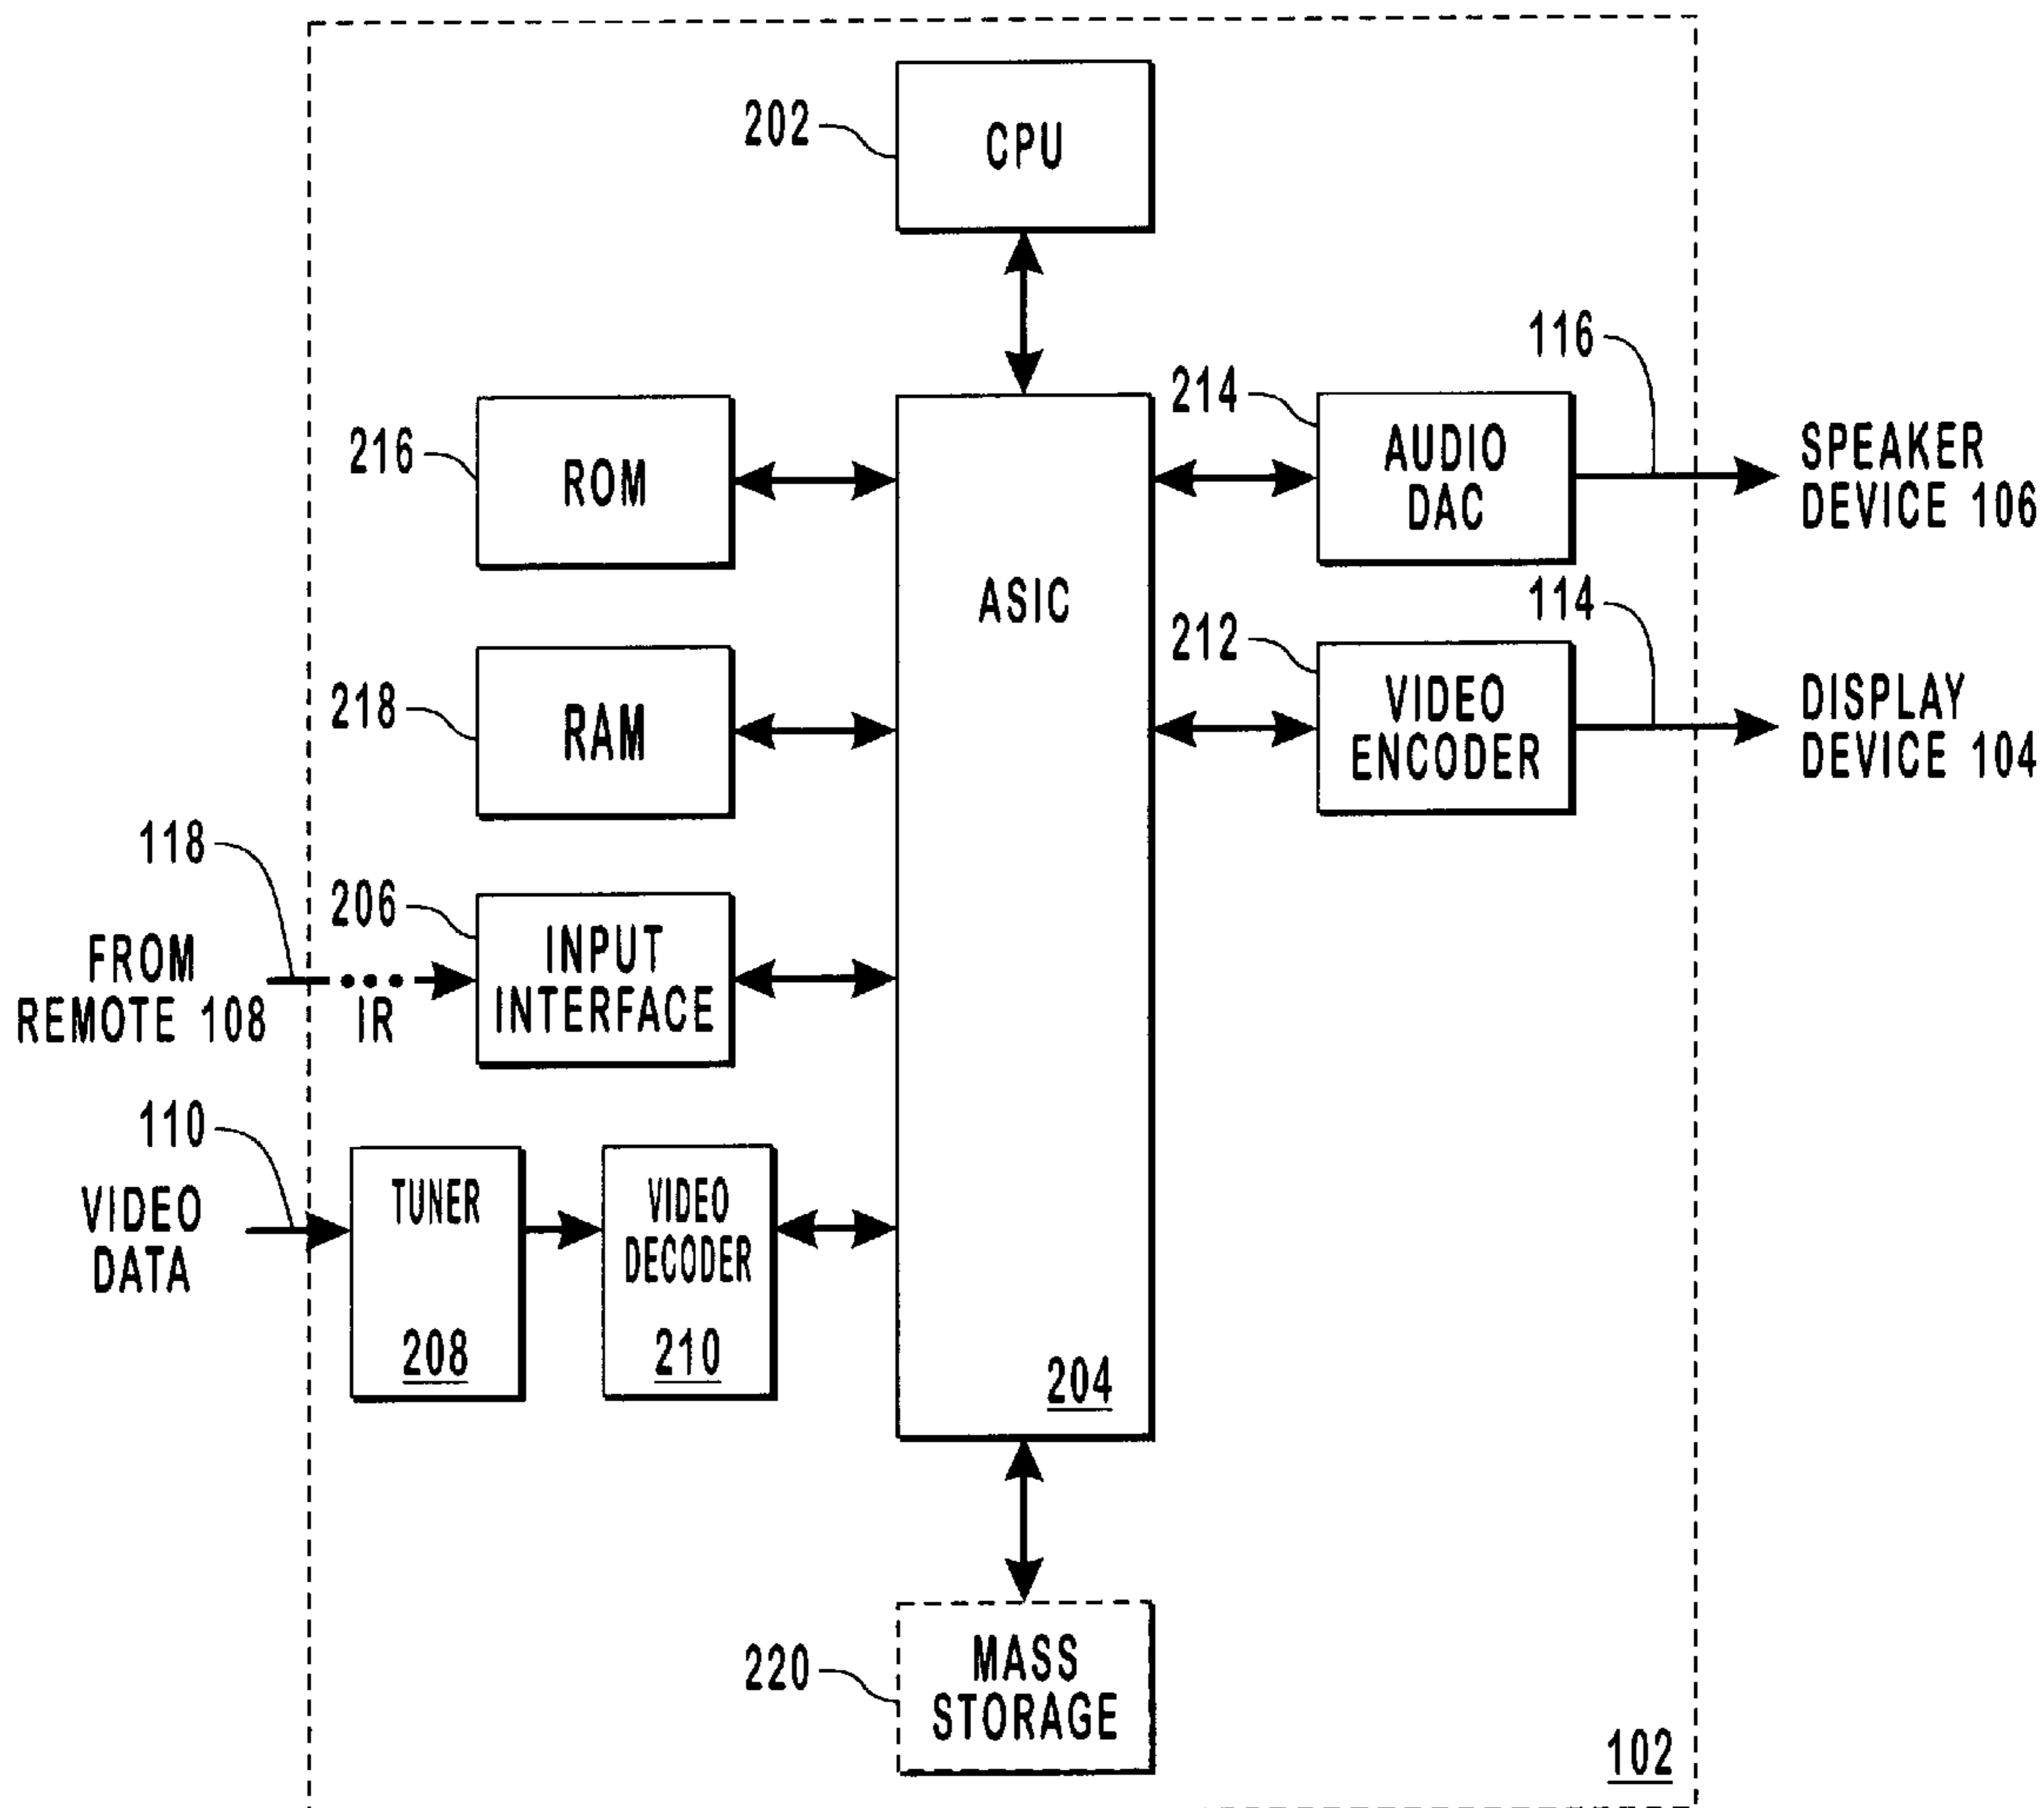 202
CPU
116
214
AUDIO
DAC
SPEAKER
DEVICE 106
216
ROM
ASIC
114
212
VIDEO
ENCODER
DISPLAY
DEVICE 104
218
RAM
118
206
INPUT
INTERFACE
FROM
REMOTE 108
IR
110
VIDEO
DATA
TUNER
208
VIDEO
DECODER
210
204
220
MASS
STORAGE
102